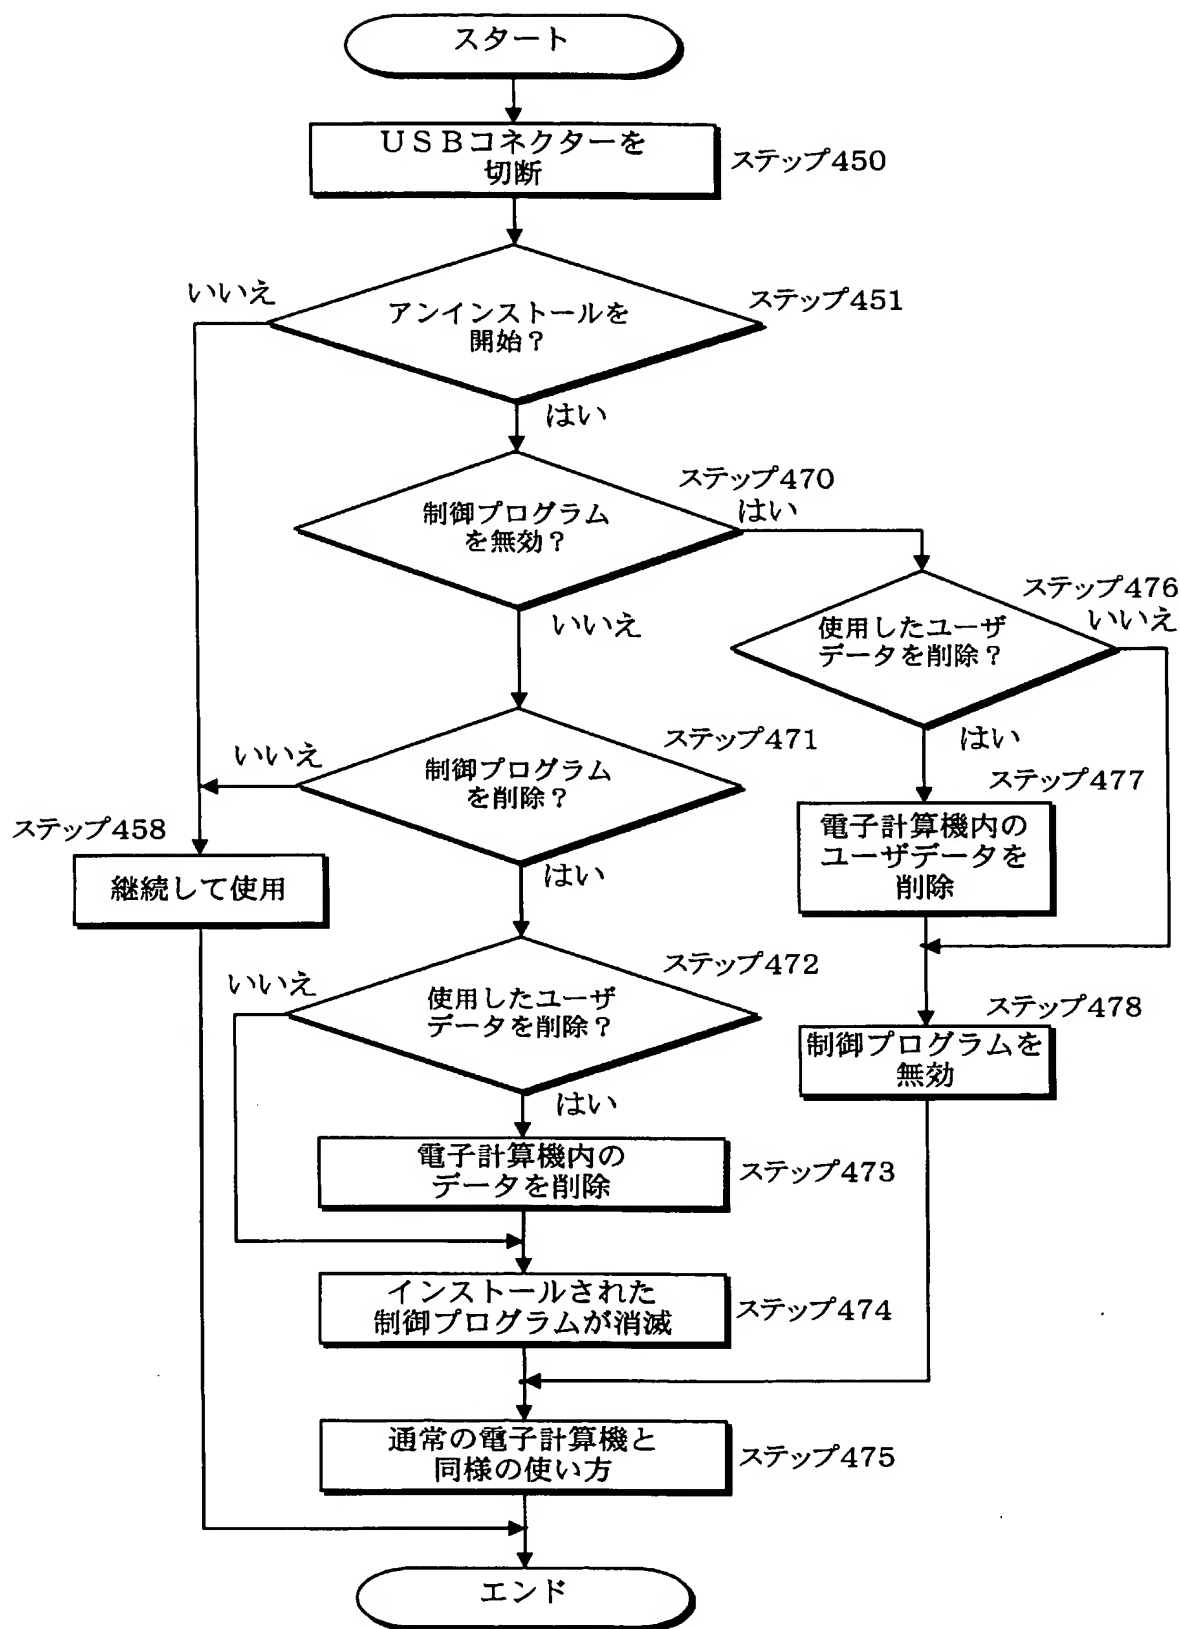 スタート
USBコネクターを
切断
ステップ450
いいえ
アンインストールを
開始？
ステップ451
はい
ステップ470
はい
制御プログラム
を無効？
いいえ
ステップ476
いいえ
使用したユーザ
データを削除？
はい
ステップ471
いいえ
制御プログラム
を削除？
はい
ステップ477
電子計算機内の
ユーザデータを
削除
ステップ458
継続して使用
ステップ472
いいえ
使用したユーザ
データを削除？
はい
ステップ478
制御プログラムを
無効
電子計算機内の
データを削除
ステップ473
インストールされた
制御プログラムが消滅
ステップ474
通常の電子計算機と
同様の使い方
ステップ475
エンド